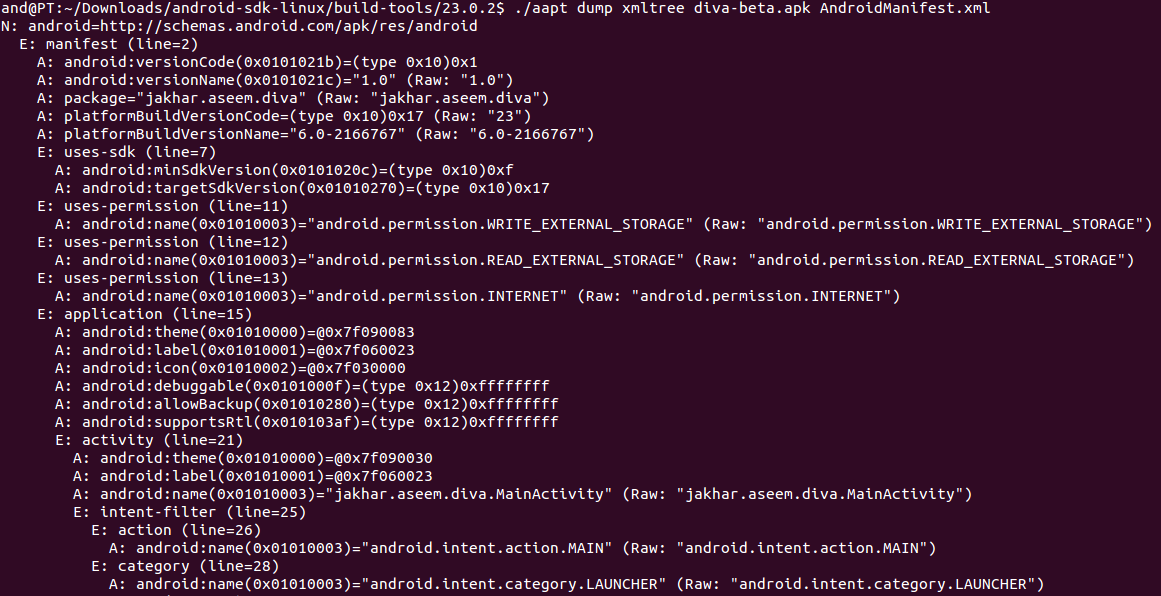 and@PT:~/Downloads/android-sdk-linux/build-tools/23.0.2$ ./aapt dump xmltree diva-beta.apk AndroidManifest.xml
N: android=http://schemas.android.com/apk/res/android
  E: manifest (line=2)
    A: android:versionCode(0x0101021b)=(type 0x10)0x1
    A: android:versionName(0x0101021c)="1.0" (Raw: "1.0")
    A: package="jakhar.aseem.diva" (Raw: "jakhar.aseem.diva")
    A: platformBuildVersionCode=(type 0x10)0x17 (Raw: "23")
    A: platformBuildVersionName="6.0-2166767" (Raw: "6.0-2166767")
    E: uses-sdk (line=7)
      A: android:minSdkVersion(0x0101020c)=(type 0x10)0xf
      A: android:targetSdkVersion(0x01010270)=(type 0x10)0x17
    E: uses-permission (line=11)
      A: android:name(0x01010003)="android.permission.WRITE_EXTERNAL_STORAGE" (Raw: "android.permission.WRITE_EXTERNAL_STORAGE")
    E: uses-permission (line=12)
      A: android:name(0x01010003)="android.permission.READ_EXTERNAL_STORAGE" (Raw: "android.permission.READ_EXTERNAL_STORAGE")
    E: uses-permission (line=13)
      A: android:name(0x01010003)="android.permission.INTERNET" (Raw: "android.permission.INTERNET")
    E: application (line=15)
      A: android:theme(0x01010000)=@0x7f090083
      A: android:label(0x01010001)=@0x7f060023
      A: android:icon(0x01010002)=@0x7f030000
      A: android:debuggable(0x0101000f)=(type 0x12)0xffffffff
      A: android:allowBackup(0x01010280)=(type 0x12)0xffffffff
      A: android:supportsRtl(0x010103af)=(type 0x12)0xffffffff
      E: activity (line=21)
        A: android:theme(0x01010000)=@0x7f090030
        A: android:label(0x01010001)=@0x7f060023
        A: android:name(0x01010003)="jakhar.aseem.diva.MainActivity" (Raw: "jakhar.aseem.diva.MainActivity")
        E: intent-filter (line=25)
          E: action (line=26)
            A: android:name(0x01010003)="android.intent.action.MAIN" (Raw: "android.intent.action.MAIN")
          E: category (line=28)
            A: android:name(0x01010003)="android.intent.category.LAUNCHER" (Raw: "android.intent.category.LAUNCHER")